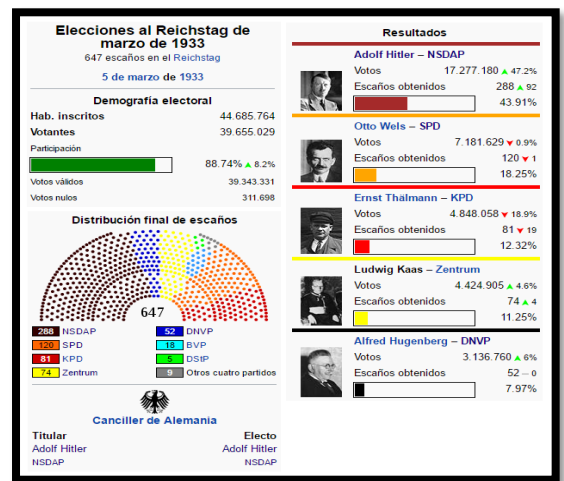 Elecciones al Reichstag de
marzo de 1933
647 escaños en el Reichstag
5 de marzo de 1933
Demografía electoral
Hab. inscritos 44.685.764
Votantes 39.655.029
Participación
88.74% ▲ 8.2%
Votos válidos 39.343.331
Votos nulos 311.698
Distribución final de escaños
647
288 NSDAP 52 DNVP
120 SPD 18 BVP
81 KPD 5 DStP
74 Zentrum 9 Otros cuatro partidos
Canciller de Alemania
Titular Electo
Adolf Hitler Adolf Hitler
NSDAP NSDAP
Resultados
Adolf Hitler – NSDAP
Votos 17.277.180 ▲ 47.2%
Escaños obtenidos 288 ▲ 92
43.91%
Otto Wels – SPD
Votos 7.181.629 ▼ 0.9%
Escaños obtenidos 120 ▼ 1
18.25%
Ernst Thälmann – KPD
Votos 4.848.058 ▼ 18.9%
Escaños obtenidos 81 ▼ 19
12.32%
Ludwig Kaas – Zentrum
Votos 4.424.905 ▲ 4.6%
Escaños obtenidos 74 ▲ 4
11.25%
Alfred Hugenberg – DNVP
Votos 3.136.760 ▲ 6%
Escaños obtenidos 52 — 0
7.97%